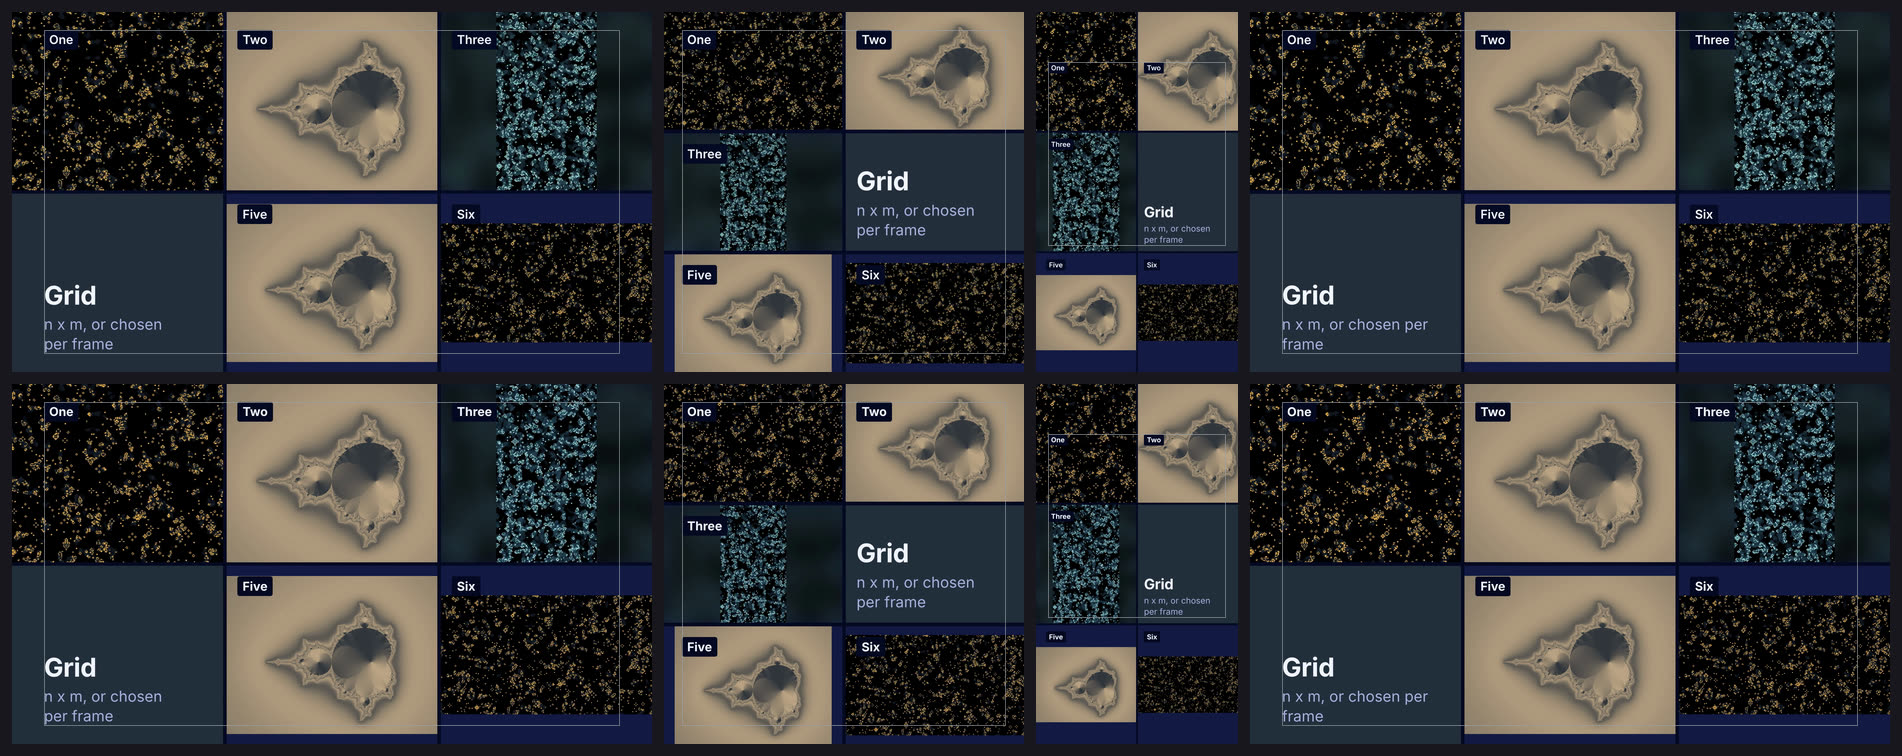 One
Two
Three
Grid
n x m, or chosen
per frame
Five
Six
One
Two
Three
Grid
n x m, or chosen
per frame
Five
Six
One
Two
Three
Grid
n x m, or chosen
per frame
Five
Six
One
Two
Three
Grid
n x m, or chosen per
frame
Five
Six
One
Two
Three
Grid
n x m, or chosen
per frame
Five
Six
One
Two
Three
Grid
n x m, or chosen
per frame
Five
Six
One
Two
Three
Grid
n x m, or chosen
per frame
Five
Six
One
Two
Three
Grid
n x m, or chosen per
frame
Five
Six